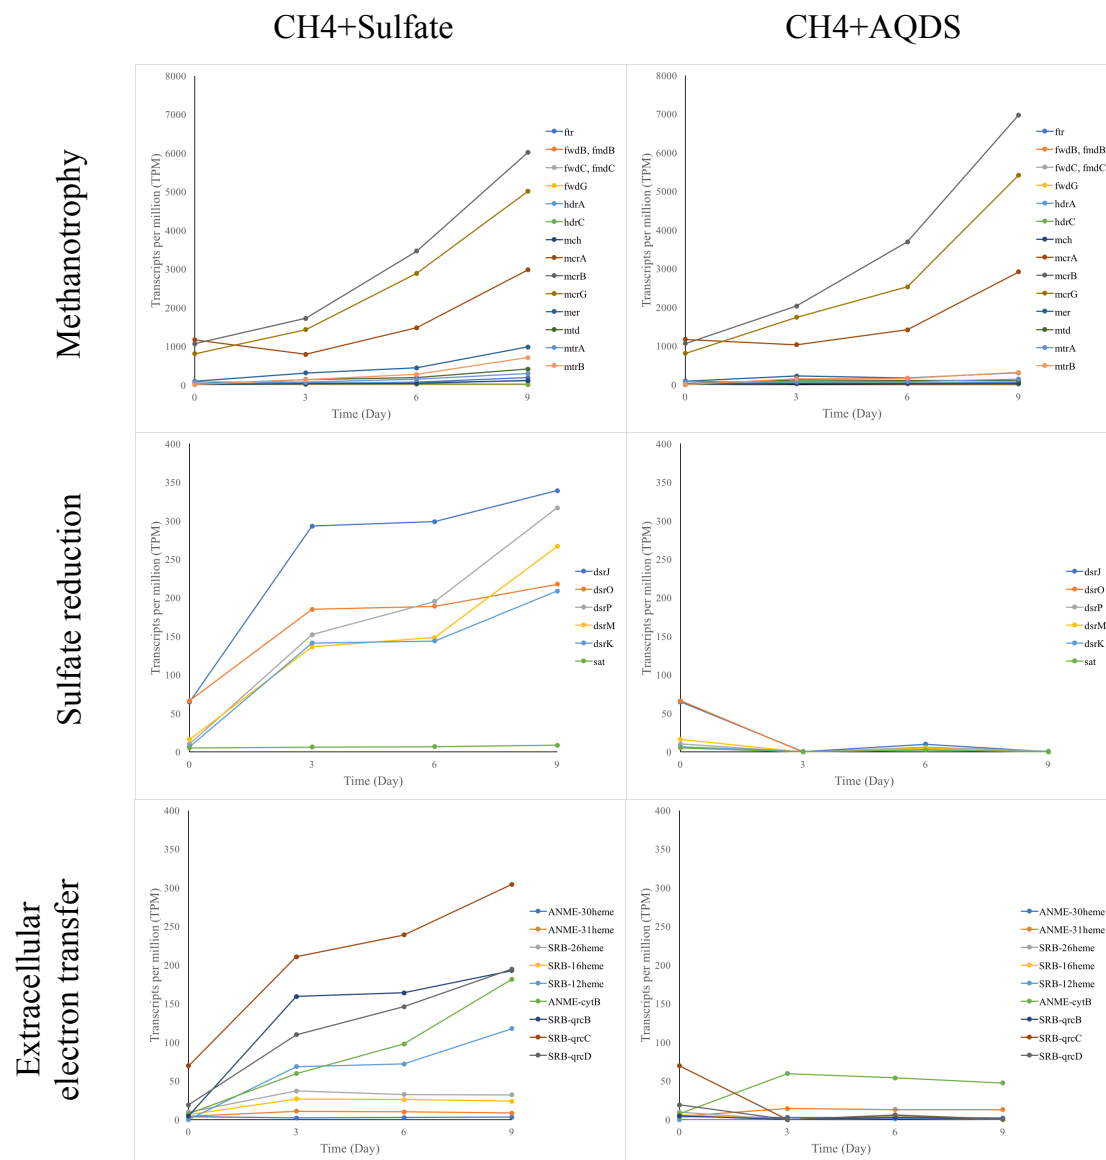 CH4+Sulfate
CH4+AQDS
Methanotrophy
Transcripts per million (TPM)
8000
7000
6000
5000
4000
3000
2000
1000
0
0 3 6 9
Time (Day)
ftr
fwdB, fmdB
fwdC, fmdC
fwdG
hdrA
hdrC
mch
mcrA
mcrB
mcrG
mer
mtd
mtrA
mtrB
Transcripts per million (TPM)
8000
7000
6000
5000
4000
3000
2000
1000
0
0 3 6 9
Time (Day)
ftr
fwdB, fmdB
fwdC, fmdC
fwdG
hdrA
hdrC
mch
mcrA
mcrB
mcrG
mer
mtd
mtrA
mtrB
Sulfate reduction
Transcripts per million (TPM)
400
350
300
250
200
150
100
50
0
0 3 6 9
Time (Day)
dsrJ
dsrO
dsrP
dsrM
dsrK
sat
Transcripts per million (TPM)
400
350
300
250
200
150
100
50
0
0 3 6 9
Time (Day)
dsrJ
dsrO
dsrP
dsrM
dsrK
sat
Extracellular
electron transfer
Transcripts per million (TPM)
400
350
300
250
200
150
100
50
0
0 3 6 9
Time (Day)
ANME-30heme
ANME-31heme
SRB-26heme
SRB-16heme
SRB-12heme
ANME-cytB
SRB-qrcB
SRB-qrcC
SRB-qrcD
Transcripts per million (TPM)
400
350
300
250
200
150
100
50
0
0 3 6 9
Time (Day)
ANME-30heme
ANME-31heme
SRB-26heme
SRB-16heme
SRB-12heme
ANME-cytB
SRB-qrcB
SRB-qrcC
SRB-qrcD